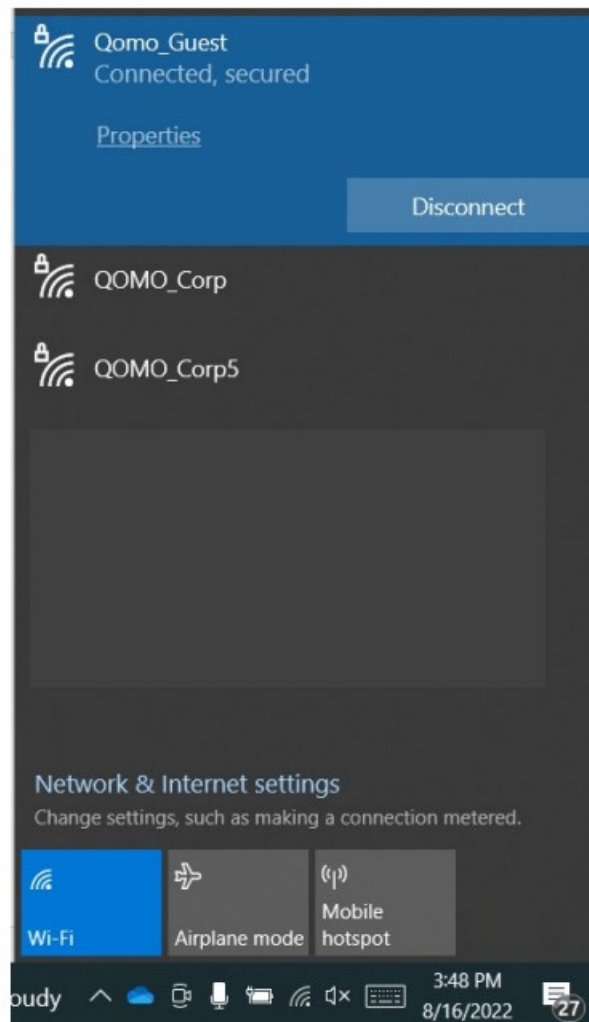 Qomo_Guest
Connected, secured
Properties
Disconnect
QOMO_Corp
QOMO_Corp5
Network & Internet settings
Change settings, such as making a connection metered.
Wi-Fi
Airplane mode
Mobile
hotspot
oudy
3:48 PM
8/16/2022
27